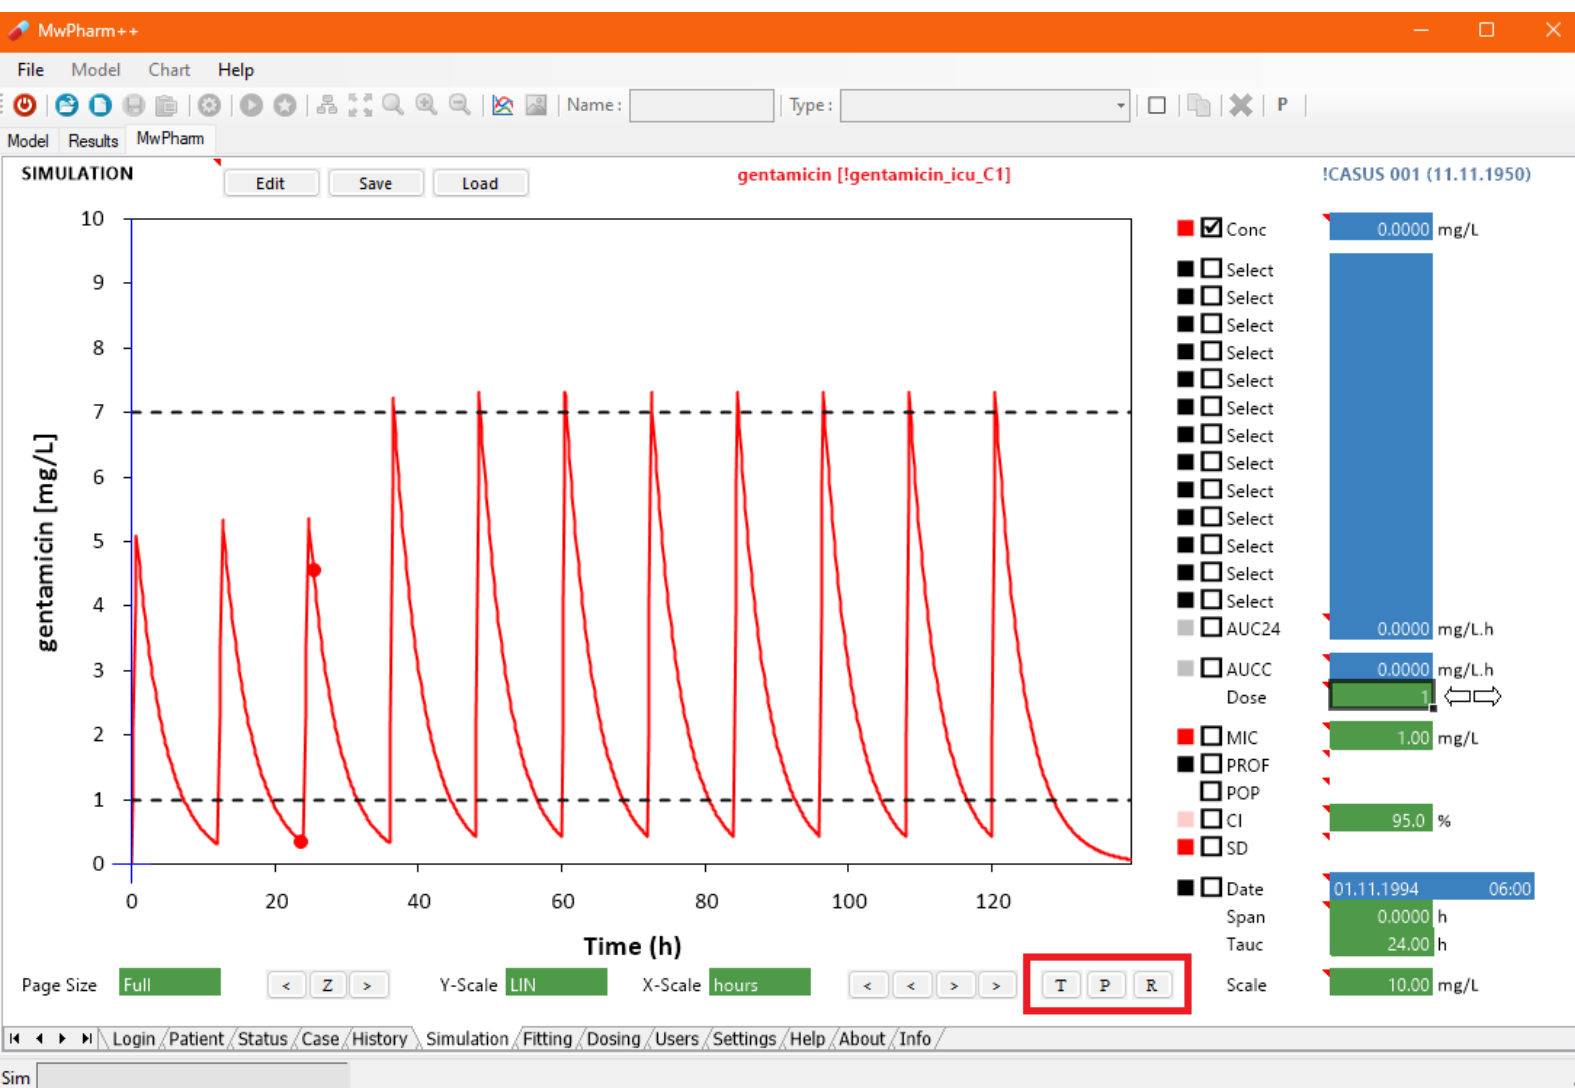 MwPharm++
File Model Chart Help
Name: Type: P
Model Results MwPharm
SIMULATION Edit Save Load gentamicin [!gentamicin_icu_C1] !CASUS 001 (11.11.1950)
10
9
8
7
6
5
4
3
2
1
0
gentamicin [mg/L]
0 20 40 60 80 100 120
Time (h)
Conc 0.0000 mg/L
Select
Select
Select
Select
Select
Select
Select
Select
Select
Select
Select
Select
Select
AUC24 0.0000 mg/L.h
AUCC 0.0000 mg/L.h
Dose 1
MIC 1.00 mg/L
PROF
POP
CI 95.0 %
SD
Date 01.11.1994 06:00
Span 0.0000 h
Tauc 24.00 h
Page Size Full < Z > Y-Scale LIN X-Scale hours < < > > T P R Scale 10.00 mg/L
Login Patient Status Case History Simulation Fitting Dosing Users Settings Help About Info
Sim